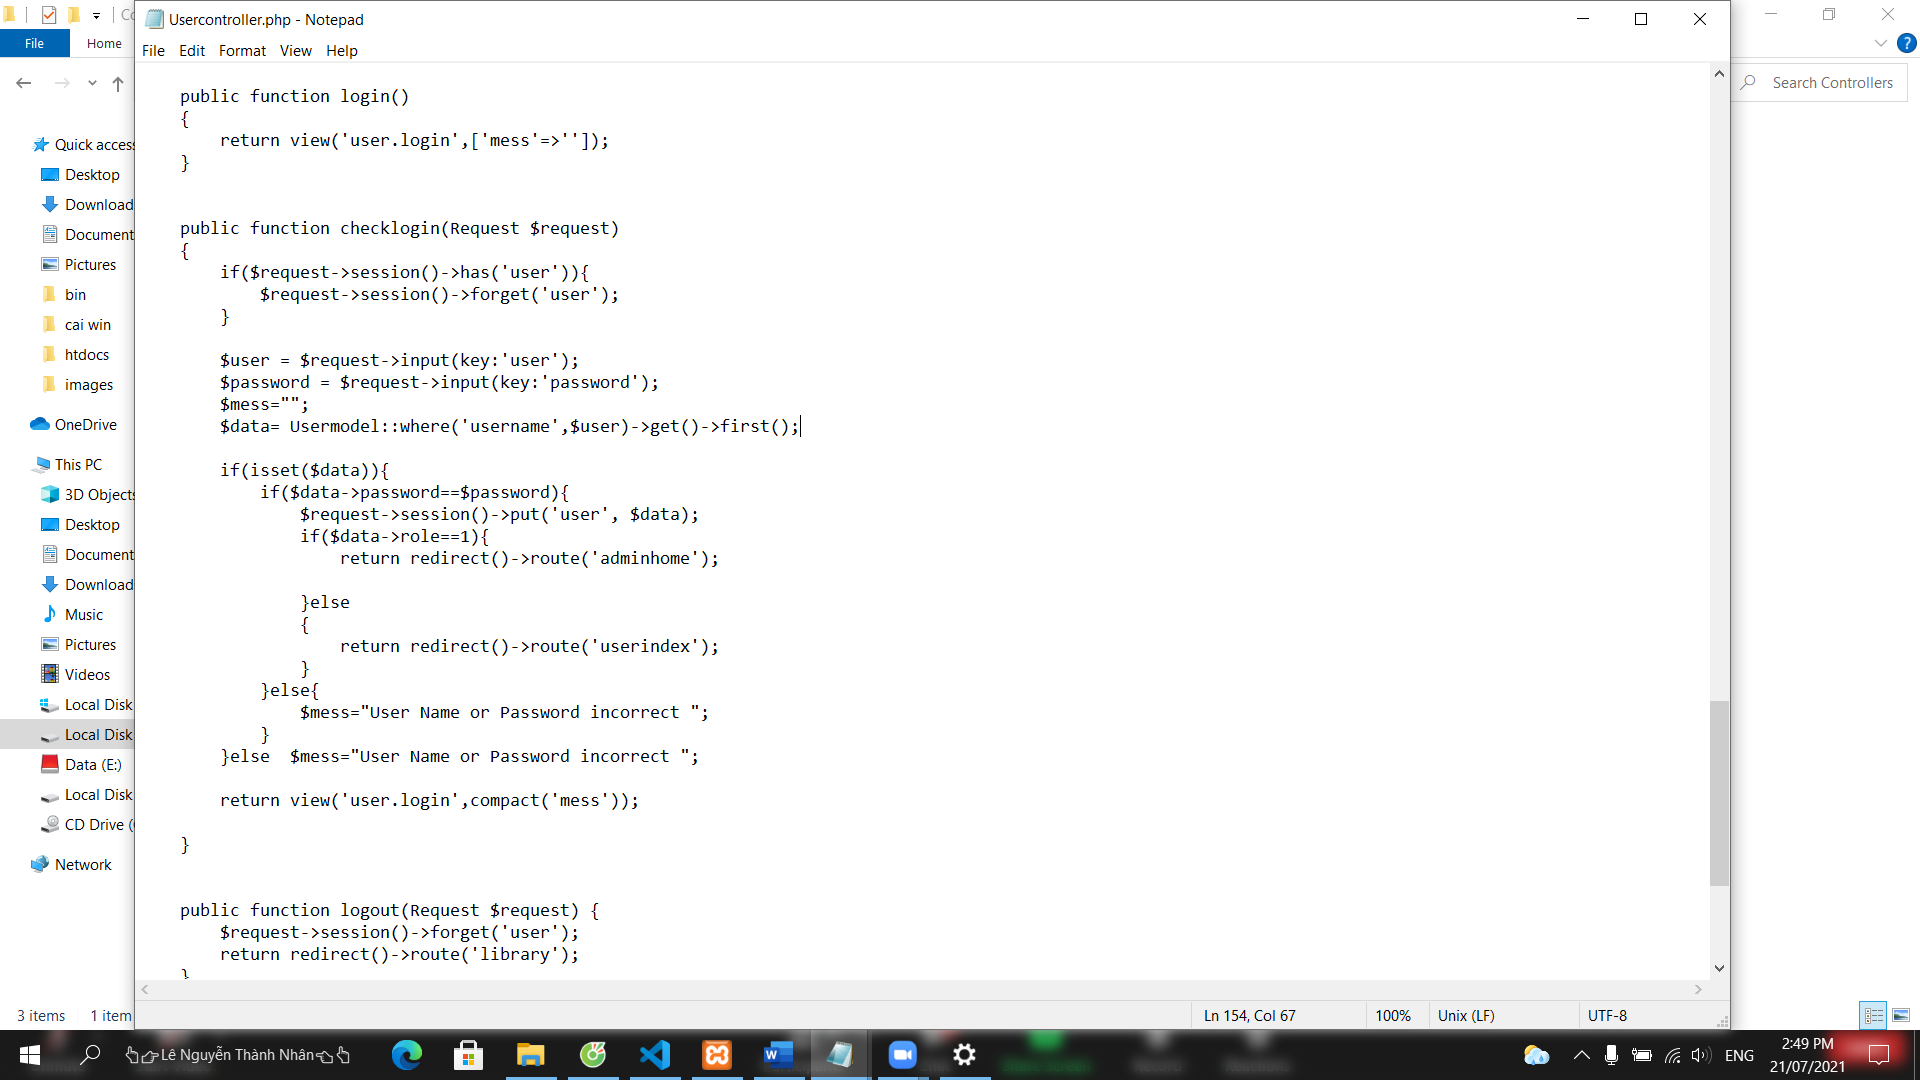 Usercontroller.php - Notepad
File Home
File Edit Format View Help
Search Controllers
Quick access
Desktop
Download
Document
Pictures
bin
cai win
htdocs
images
OneDrive
This PC
3D Objects
Desktop
Document
Download
Music
Pictures
Videos
Local Disk
Local Disk
Data (E:)
Local Disk
CD Drive (
Network
3 items 1 item
public function login()
{
return view('user.login',['mess'=>'']);
}
public function checklogin(Request $request)
{
if($request->session()->has('user')){
$request->session()->forget('user');
}
$user = $request->input(key:'user');
$password = $request->input(key:'password');
$mess="";
$data= Usermodel::where('username',$user)->get()->first();
if(isset($data)){
if($data->password==$password){
$request->session()->put('user', $data);
if($data->role==1){
return redirect()->route('adminhome');
}else
{
return redirect()->route('userindex');
}
}else{
$mess="User Name or Password incorrect ";
}
}else  $mess="User Name or Password incorrect ";
return view('user.login',compact('mess'));
}
public function logout(Request $request) {
$request->session()->forget('user');
return redirect()->route('library');
}
Ln 154, Col 67 100% Unix (LF) UTF-8
Lê Nguyễn Thành Nhân
ENG
2:49 PM
21/07/2021